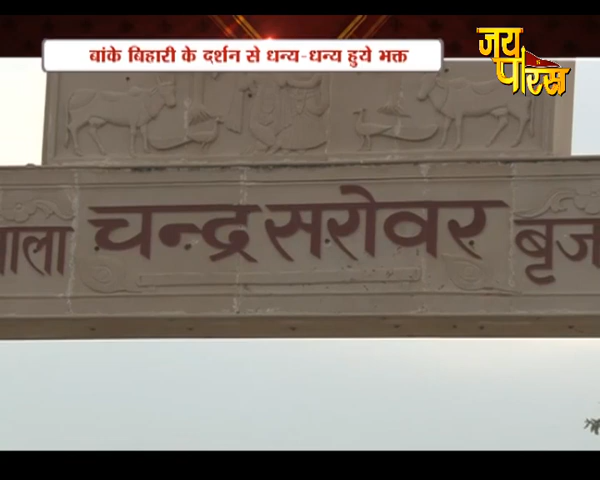 बांके बिहारी के दर्शन से धन्य-धन्य हुये भक्त
जय
पारस
चन्द्र सरोवर बृज